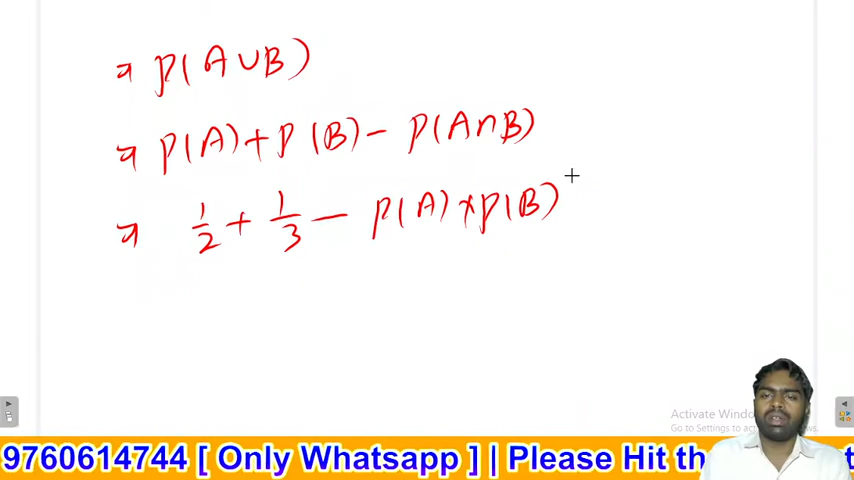 ⇒ P(A∪B)
⇒ P(A)+P(B)- P(A∩B)
⇒ 1/2 + 1/3 - P(A)×P(B)
Activate Windo
Go to Settings to ac
9760614744 [ Only Whatsapp ] | Please Hit th